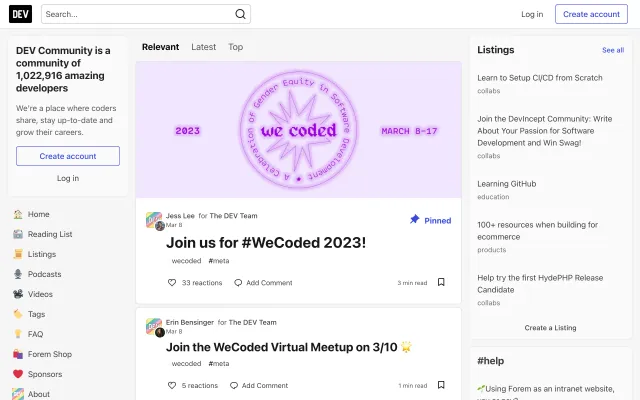 DEV
Search...
Log in
Create account
DEV Community is a
community of
1,022,916 amazing
developers
We're a place where coders
share, stay up-to-date and
grow their careers.
Create account
Log in
Home
Reading List
Listings
Podcasts
Videos
Tags
FAQ
Forem Shop
Sponsors
About
Relevant
Latest
Top
2023
A Celebration of Gender Equity in Software Development
we coded
MARCH 8-17
Jess Lee for The DEV Team
Mar 8
Pinned
Join us for #WeCoded 2023!
wecoded #meta
33 reactions
Add Comment
3 min read
Erin Bensinger for The DEV Team
Mar 8
Join the WeCoded Virtual Meetup on 3/10
wecoded #meta
5 reactions
Add Comment
1 min read
Listings
See all
Learn to Setup CI/CD from Scratch
collabs
Join the DevIncept Community: Write
About Your Passion for Software
Development and Win Swag!
collabs
Learning GitHub
education
100+ resources when building for
ecommerce
products
Help try the first HydePHP Release
Candidate
collabs
Create a Listing
#help
Using Forem as an intranet website,